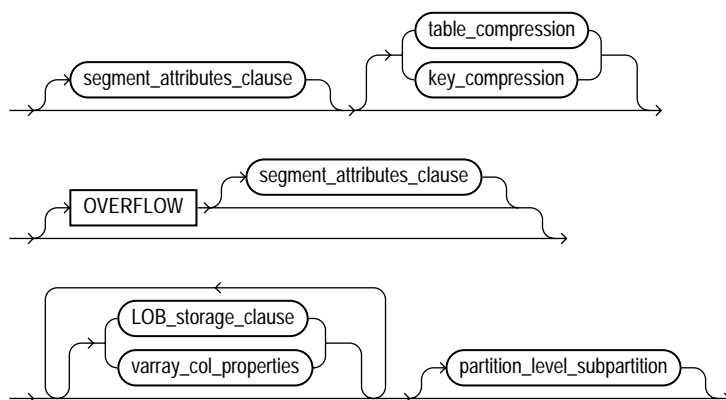 table_compression
segment_attributes_clause
key_compression
segment_attributes_clause
OVERFLOW
LOB_storage_clause
varray_col_properties
partition_level_subpartition